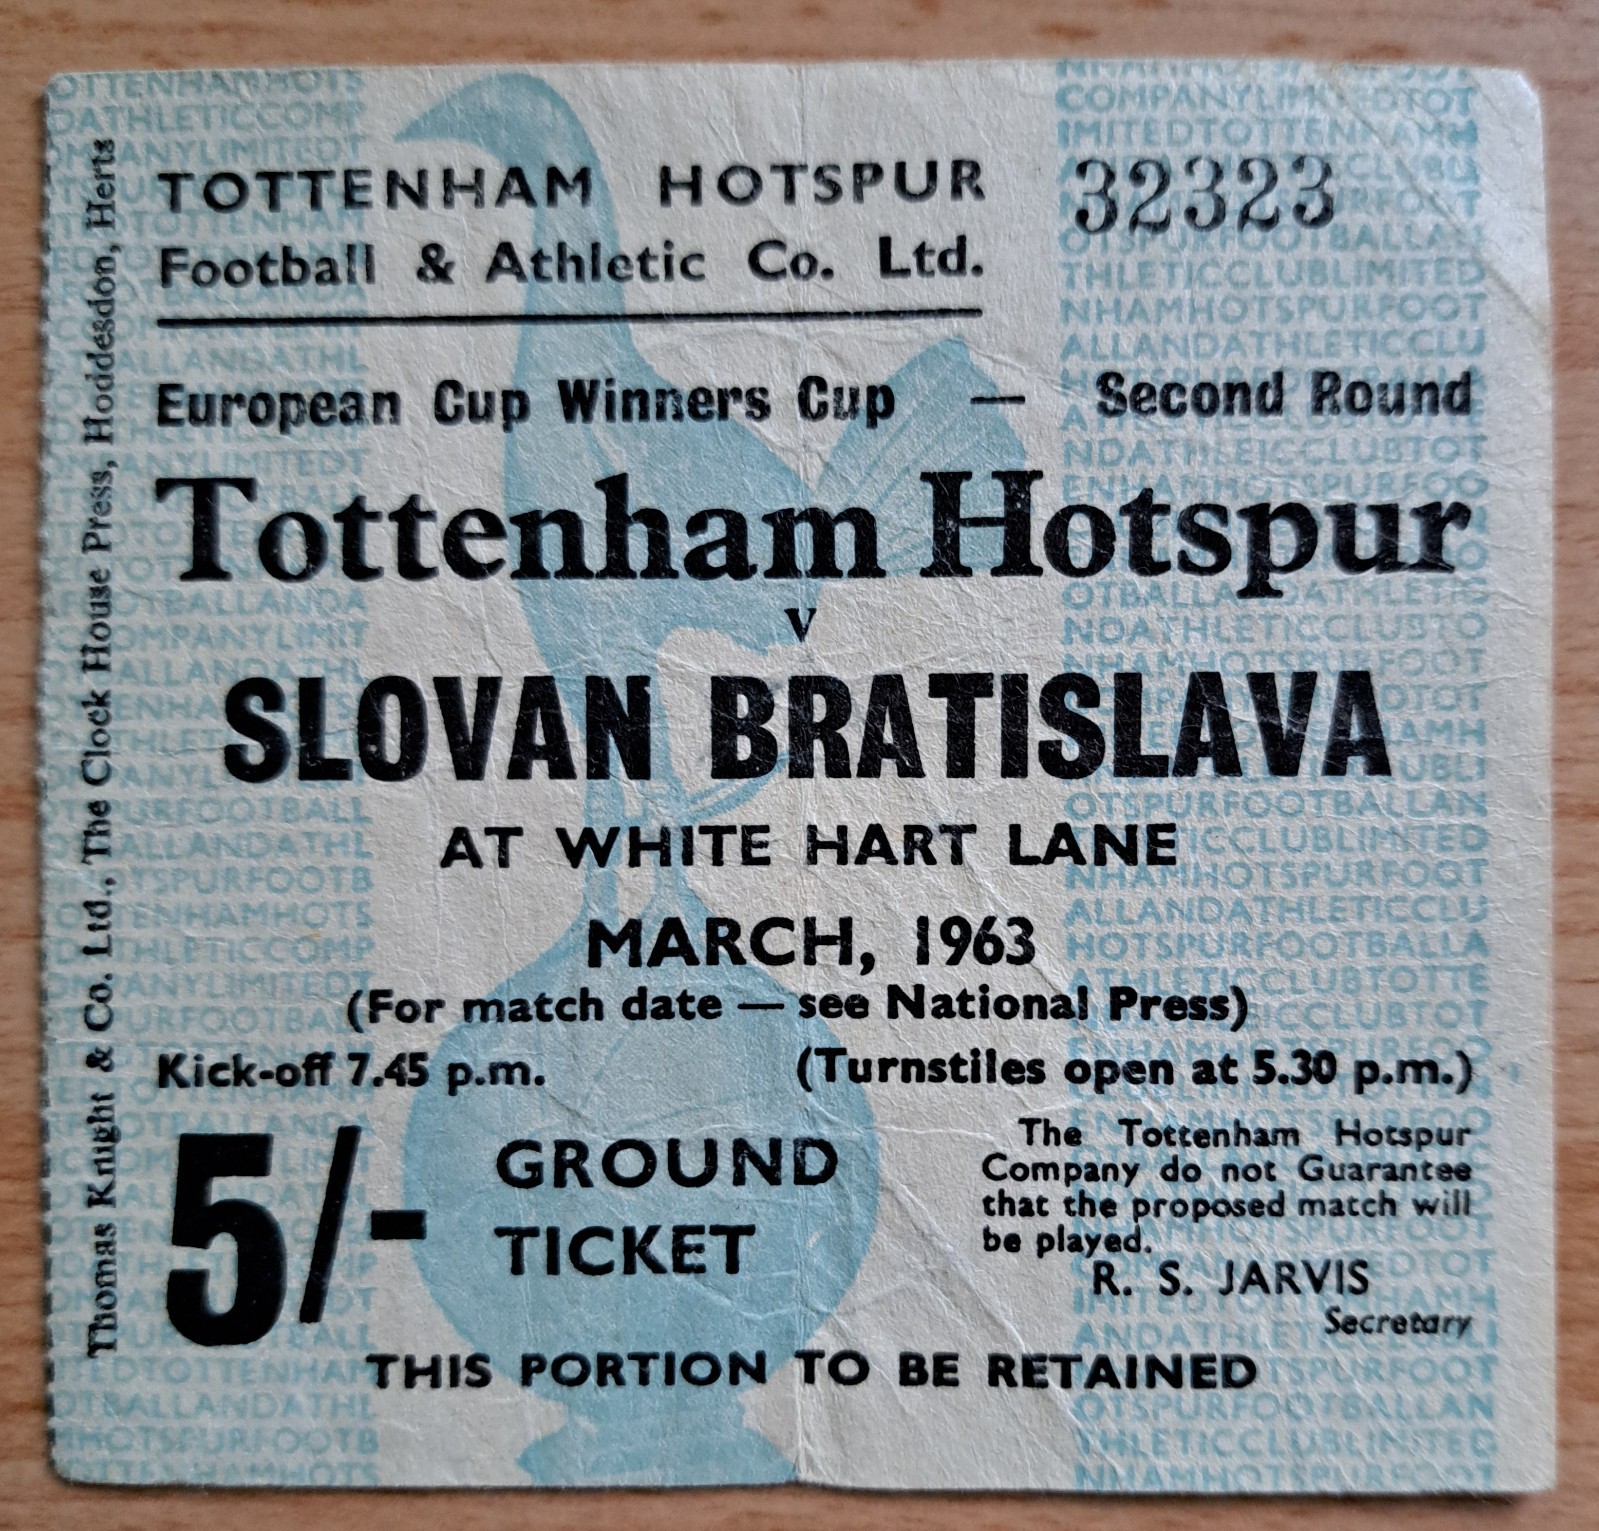 TOTTENHAM HOTSPUR
32323
Football & Athletic Co. Ltd.
European Cup Winners Cup — Second Round
Tottenham Hotspur
v
SLOVAN BRATISLAVA
AT WHITE HART LANE
MARCH, 1963
(For match date — see National Press)
Kick-off 7.45 p.m. (Turnstiles open at 5.30 p.m.)
5/- GROUND
TICKET
The Tottenham Hotspur
Company do not Guarantee
that the proposed match will
be played.
R. S. JARVIS
Secretary
THIS PORTION TO BE RETAINED
Thomas Knight & Co. Ltd., The Clock House Press, Hoddesdon, Herts